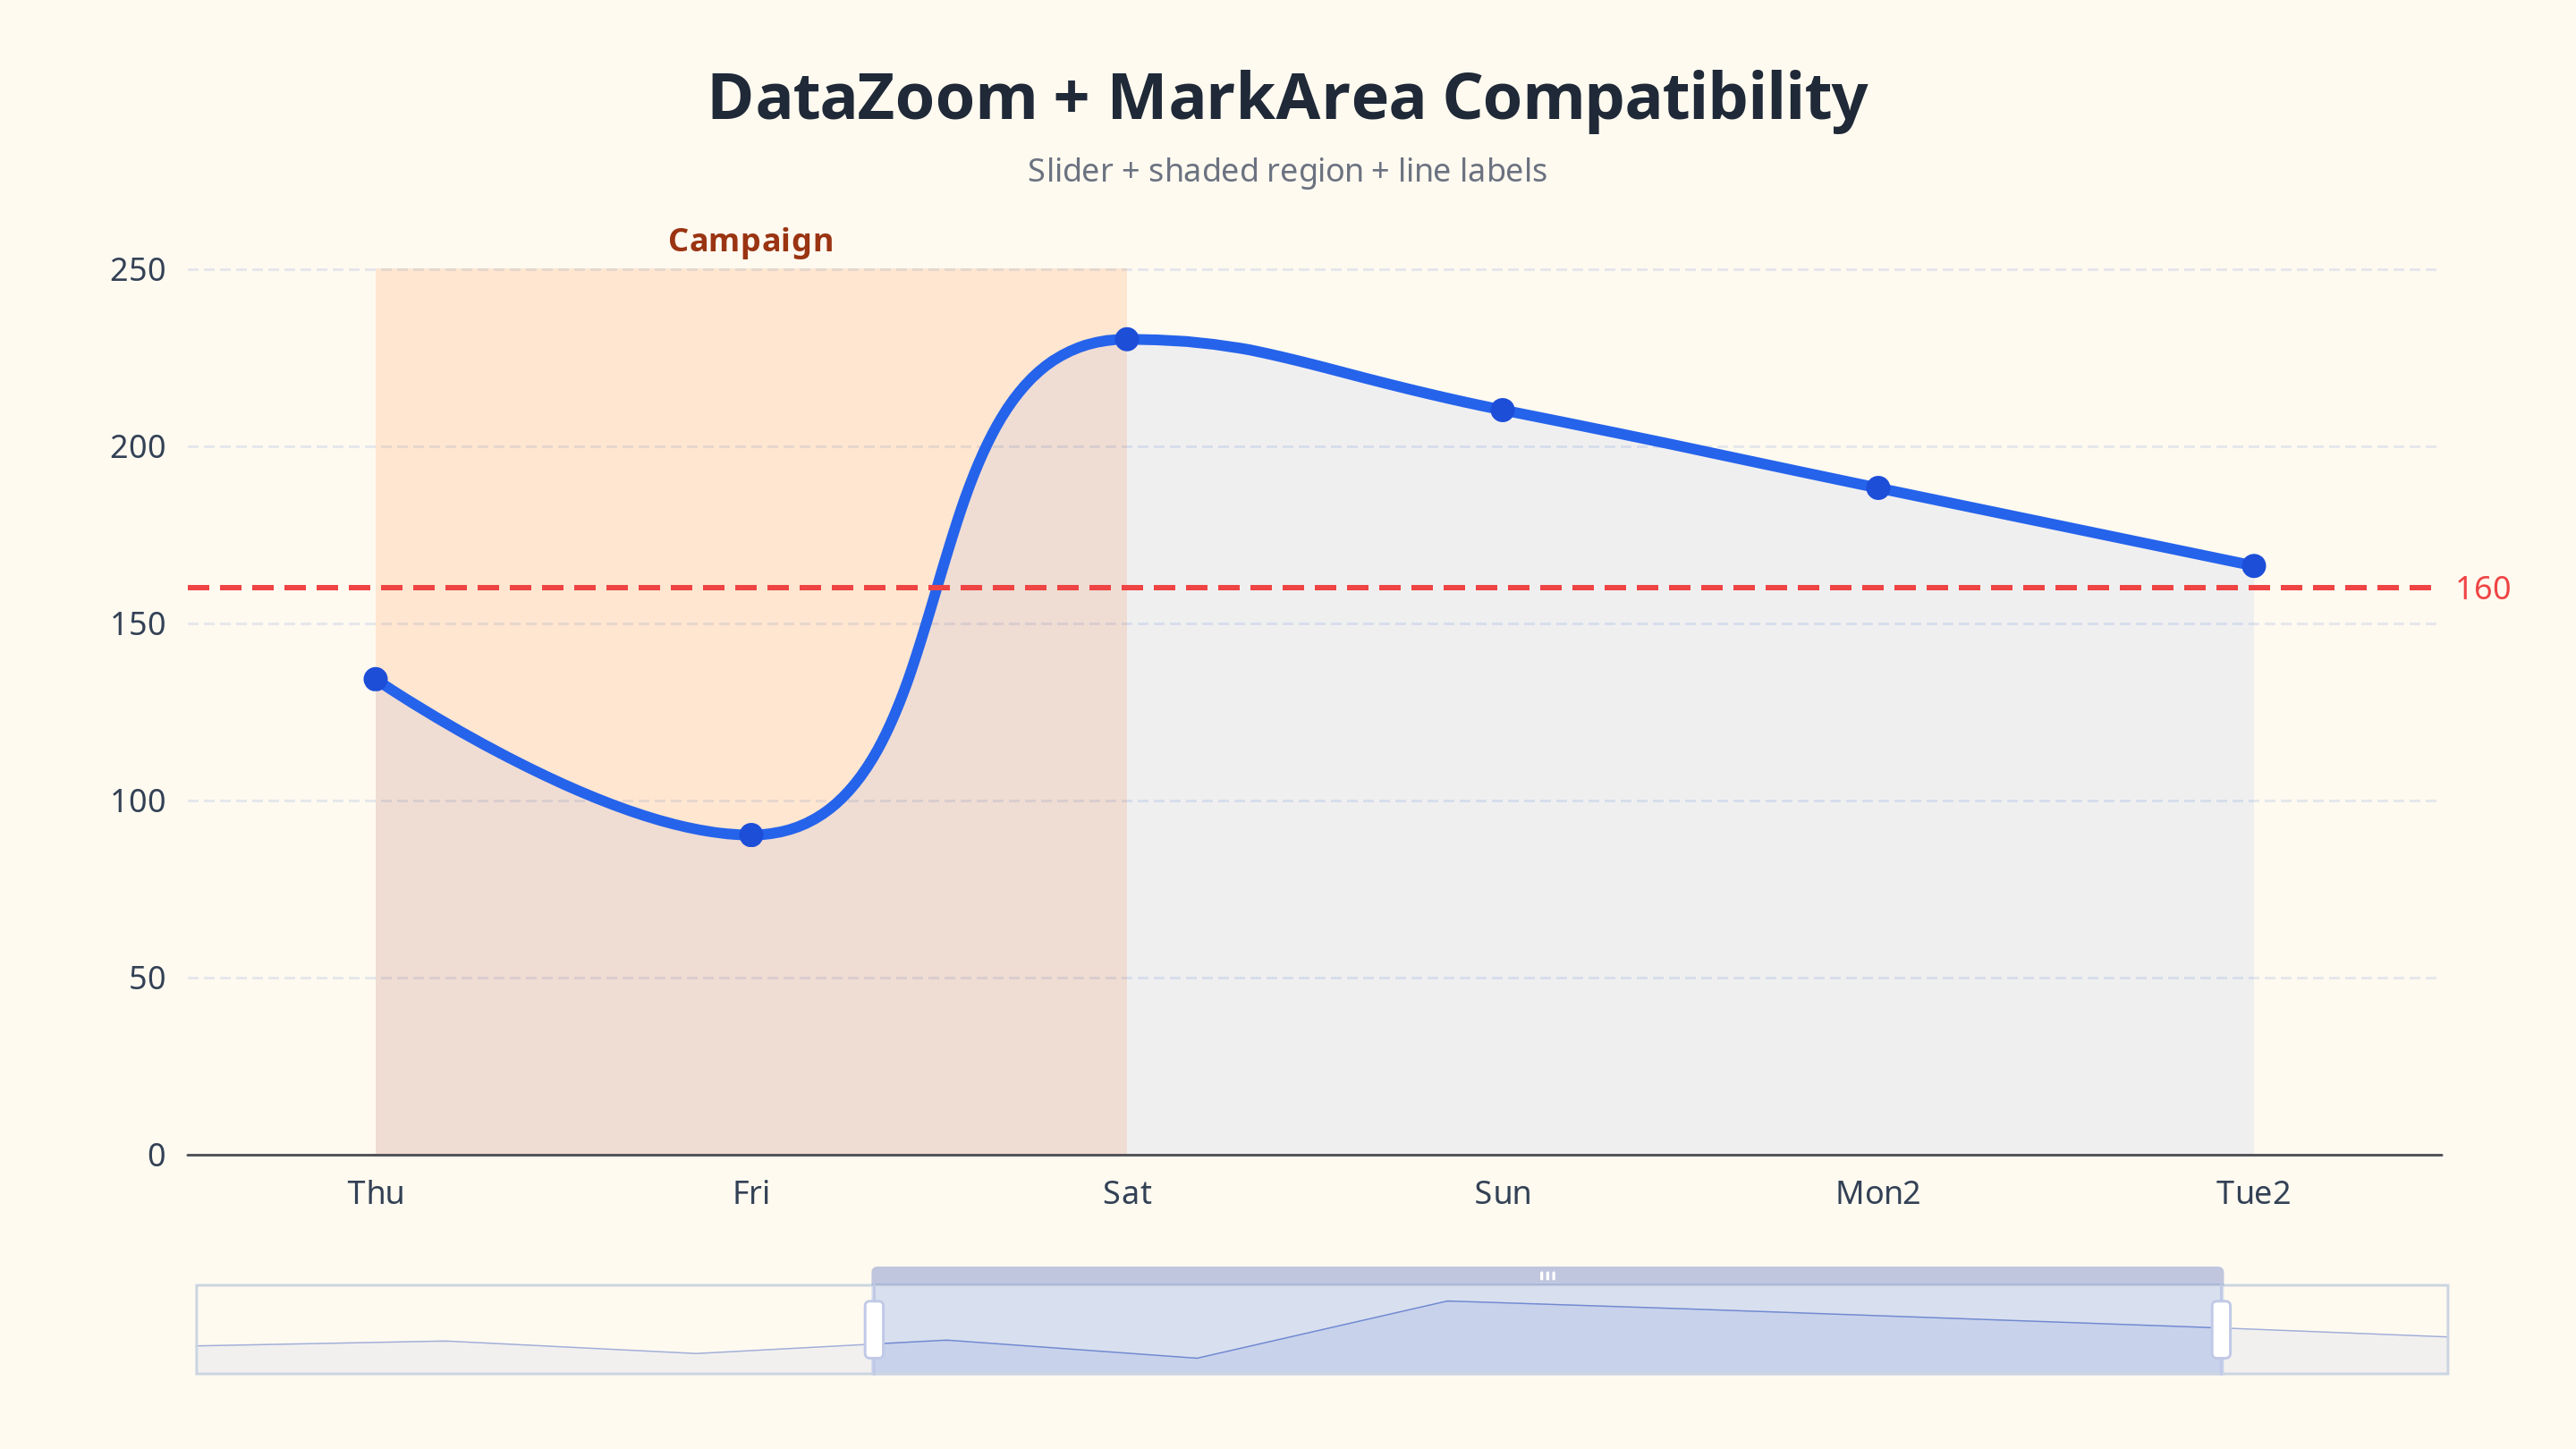 DataZoom + MarkArea Compatibility
Slider + shaded region + line labels
Campaign
250
200
160
150
100
50
0
Thu Fri Sat Sun Mon2 Tue2